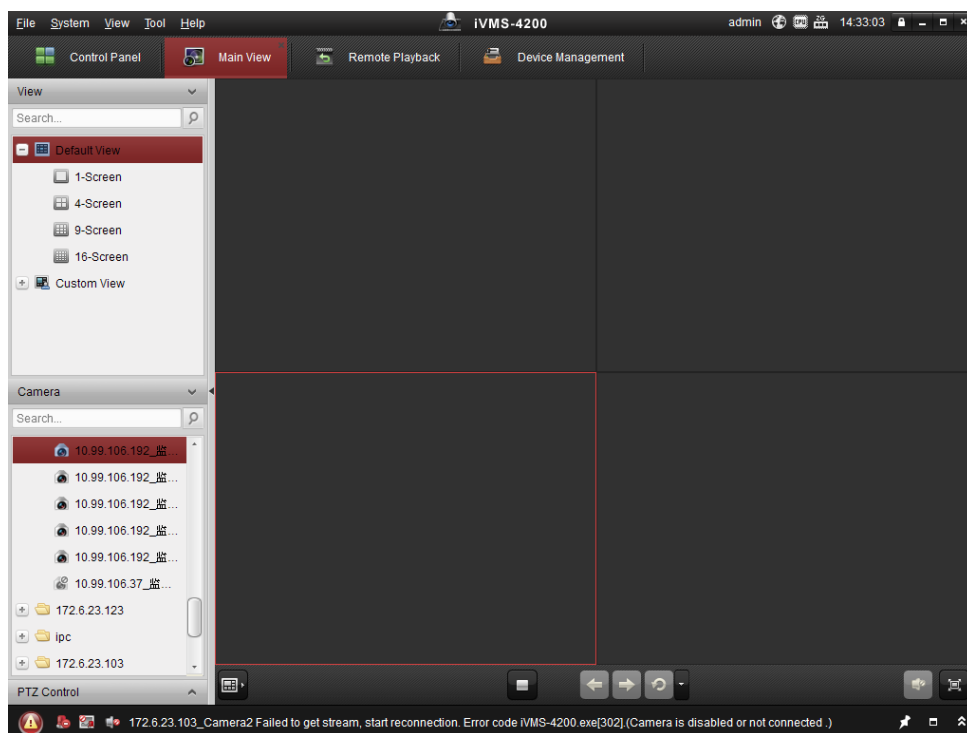 File System View Tool Help iVMS-4200 admin 14:33:03
Control Panel Main View Remote Playback Device Management
View
Search...
Default View
1-Screen
4-Screen
9-Screen
16-Screen
Custom View
Camera
Search...
10.99.106.192_监...
10.99.106.192_监...
10.99.106.192_监...
10.99.106.192_监...
10.99.106.192_监...
10.99.106.37_监...
172.6.23.123
ipc
172.6.23.103
PTZ Control
172.6.23.103_Camera2 Failed to get stream, start reconnection. Error code iVMS-4200.exe[302].(Camera is disabled or not connected .)